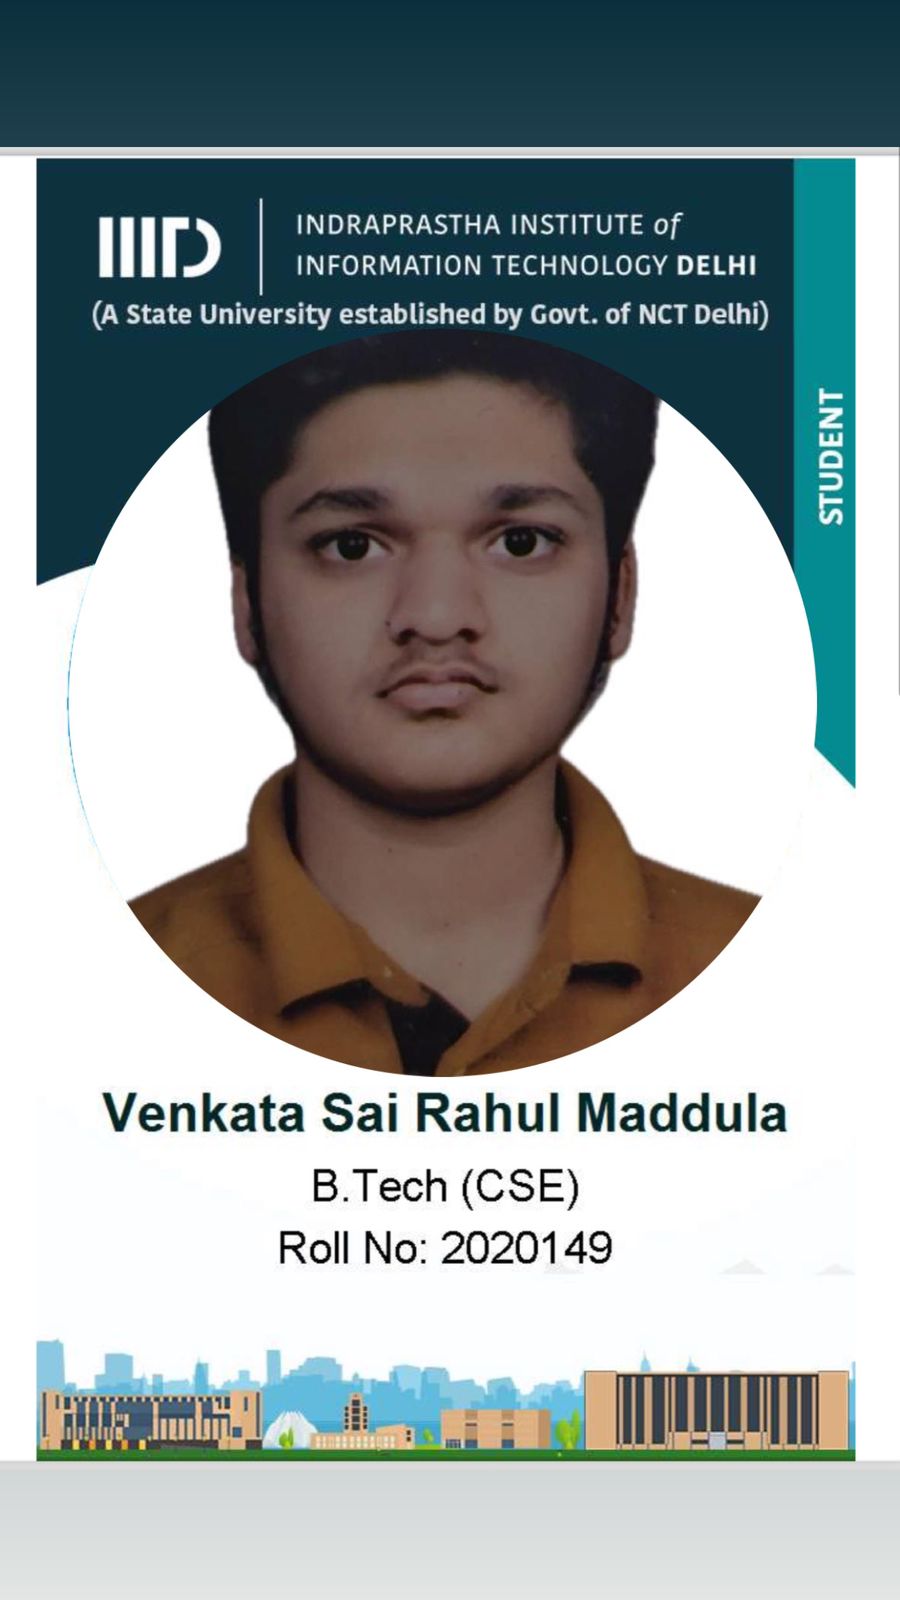 IIID
INDRAPRASTHA INSTITUTE of
INFORMATION TECHNOLOGY DELHI
(A State University established by Govt. of NCT Delhi)
STUDENT
Venkata Sai Rahul Maddula
B.Tech (CSE)
Roll No: 2020149